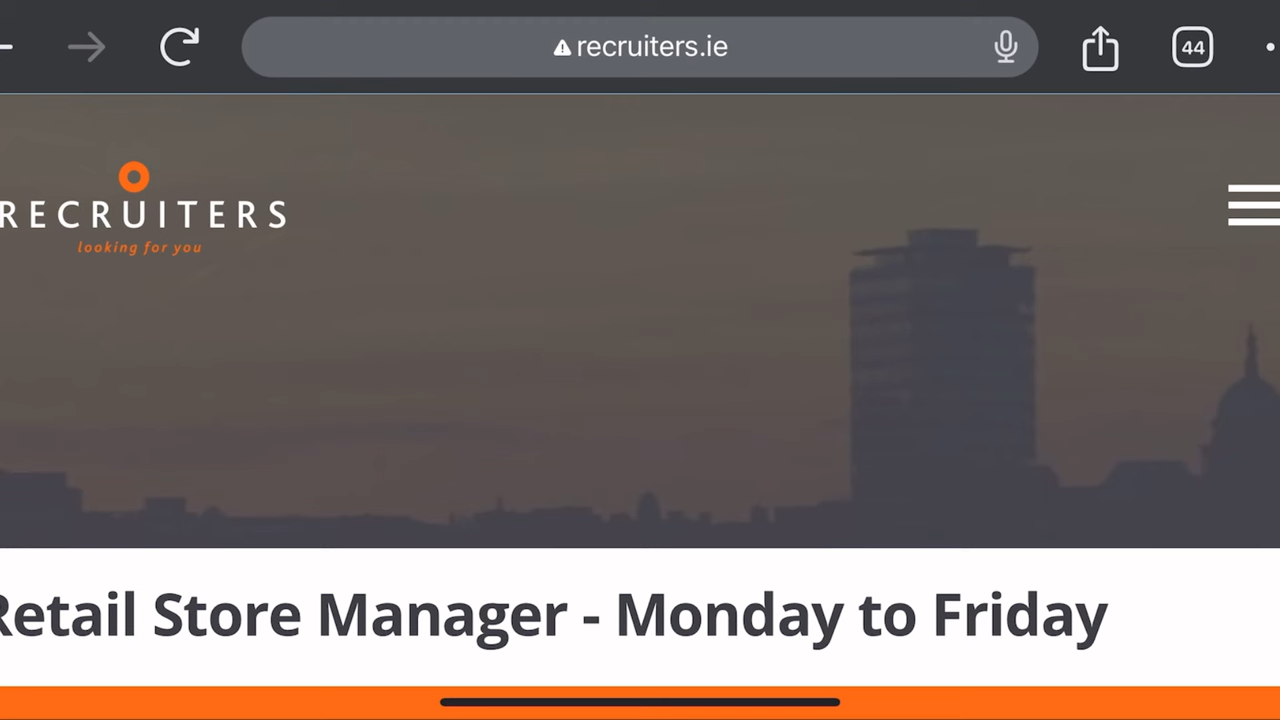 recruiters.ie
44
RECRUITERS
looking for you
Retail Store Manager - Monday to Friday